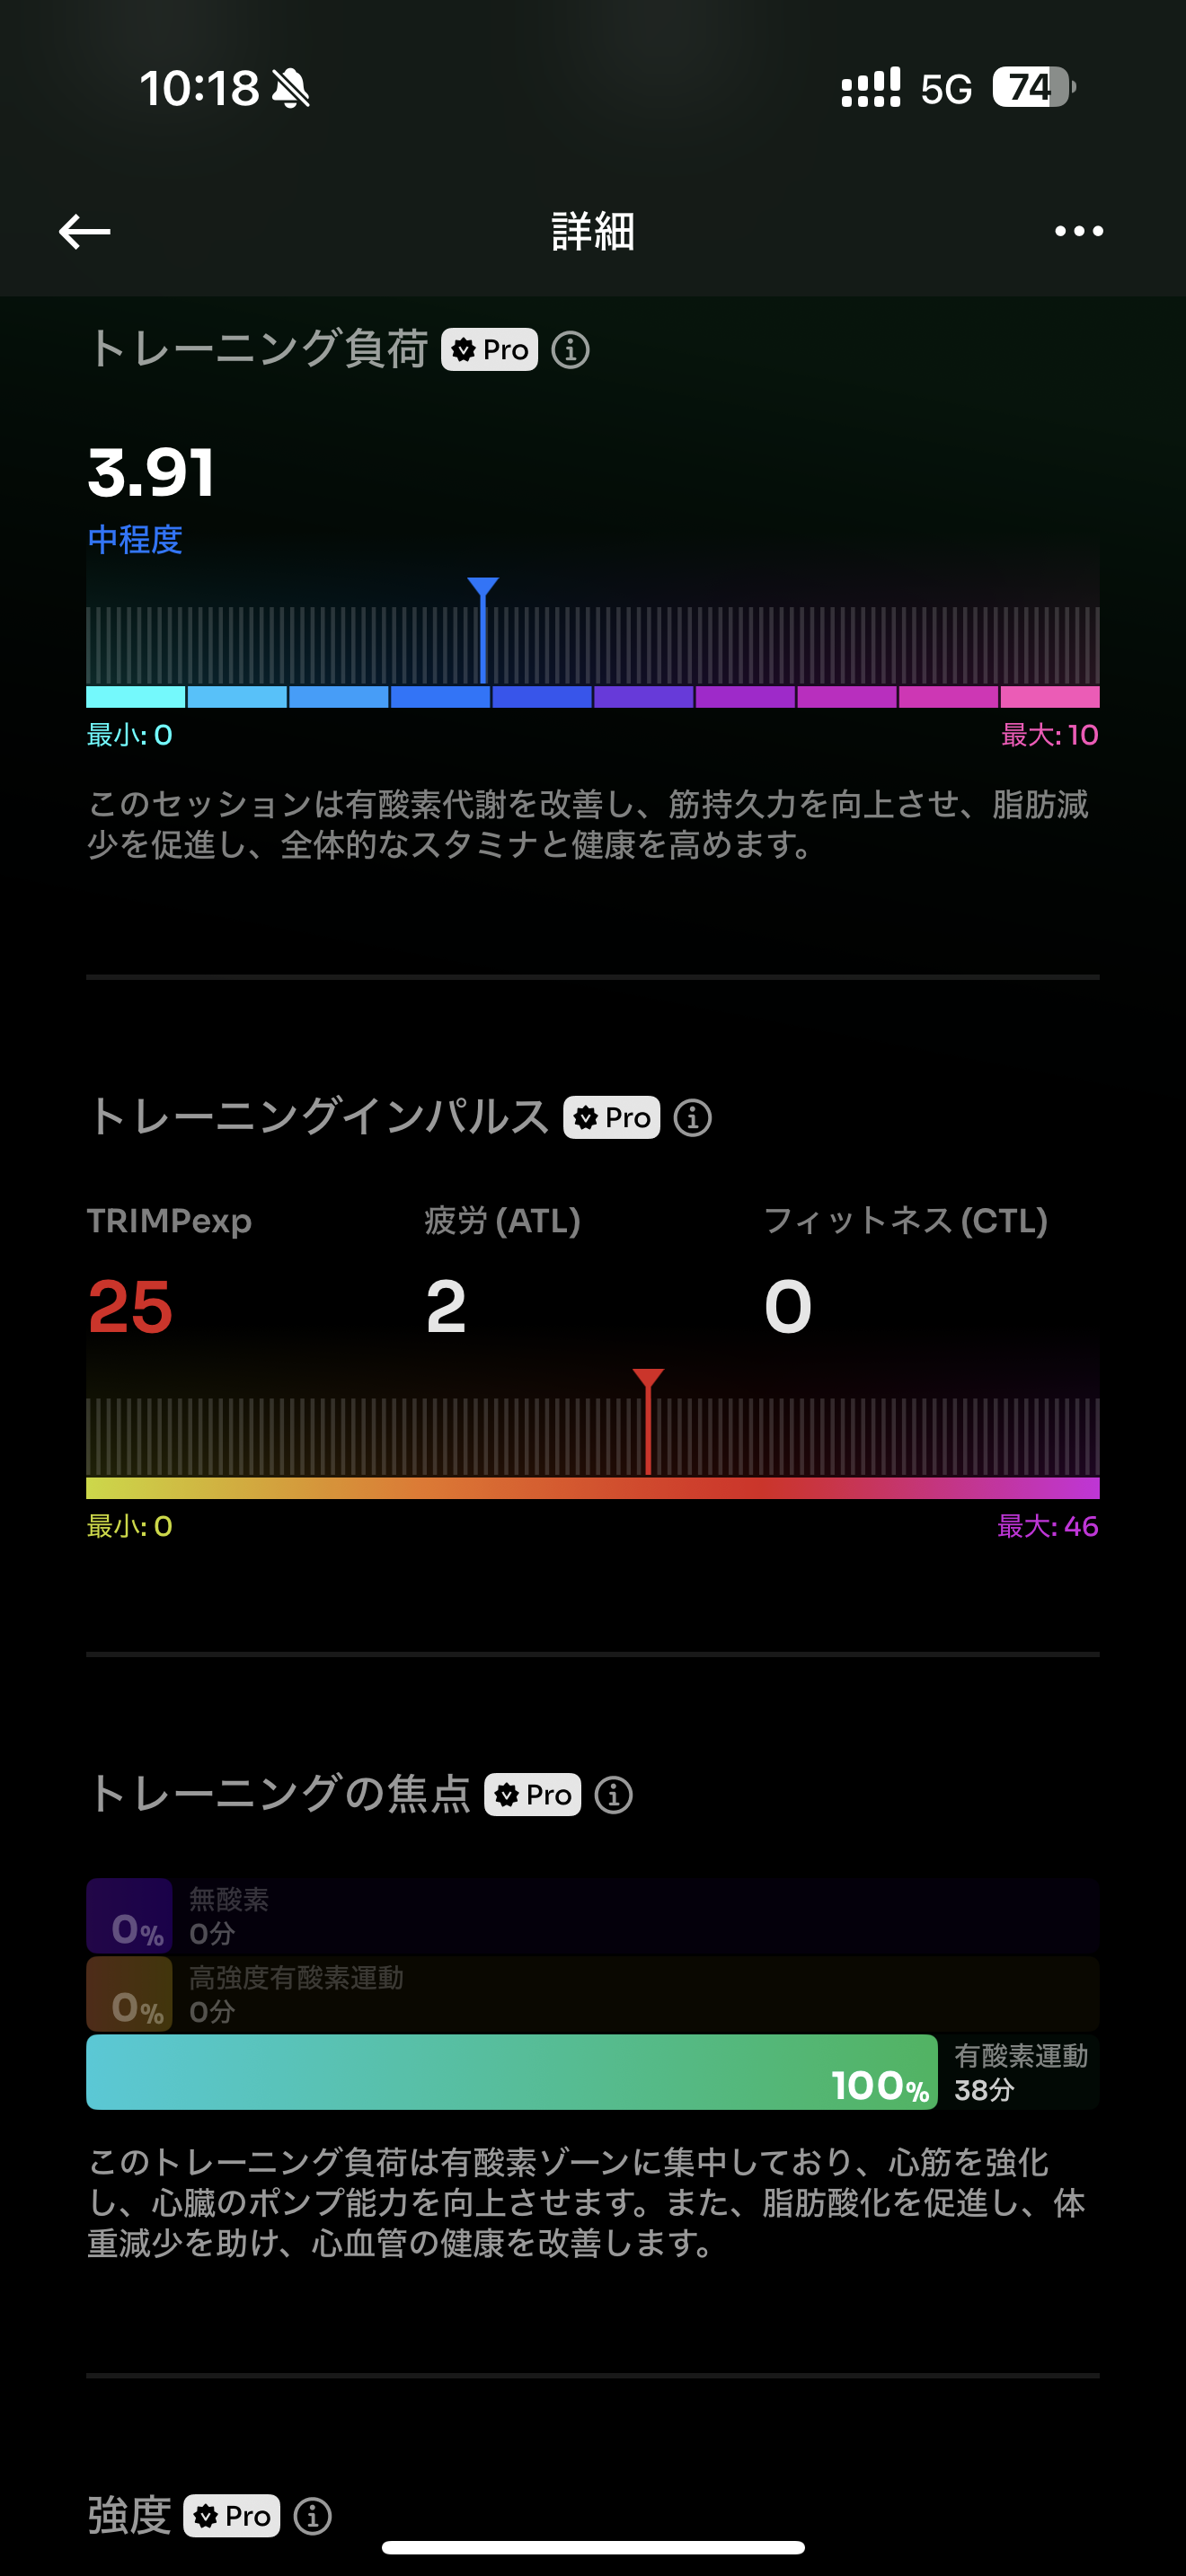 10:18
5G 74
詳細
トレーニング負荷 Pro
3.91
中程度
最小: 0
最大: 10
このセッションは有酸素代謝を改善し、筋持久力を向上させ、脂肪減
少を促進し、全体的なスタミナと健康を高めます。
トレーニングインパルス Pro
TRIMPexp
疲労 (ATL)
フィットネス (CTL)
25
2
0
最小: 0
最大: 46
トレーニングの焦点 Pro
0%
無酸素
0分
0%
高強度有酸素運動
0分
100%
有酸素運動
38分
このトレーニング負荷は有酸素ゾーンに集中しており、心筋を強化
し、心臓のポンプ能力を向上させます。また、脂肪酸化を促進し、体
重減少を助け、心血管の健康を改善します。
強度 Pro